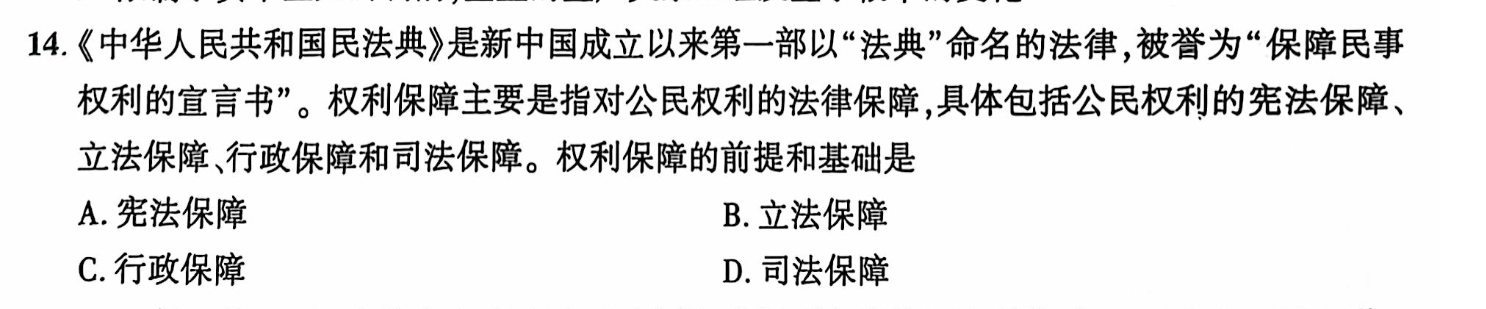 14.《中华人民共和国民法典》是新中国成立以来第一部以“法典”命名的法律,被誉为“保障民事
权利的宣言书”。权利保障主要是指对公民权利的法律保障,具体包括公民权利的宪法保障、
立法保障、行政保障和司法保障。权利保障的前提和基础是
A. 宪法保障
B. 立法保障
C. 行政保障
D. 司法保障